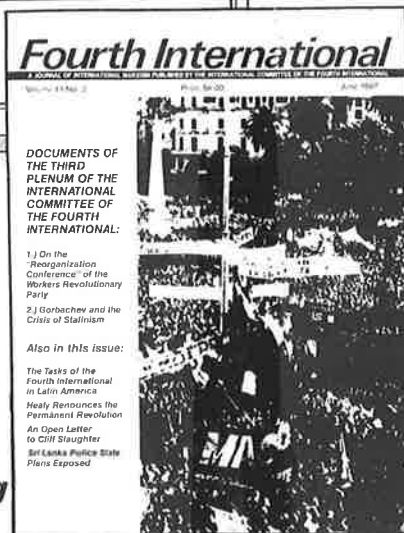 Fourth International
A JOURNAL OF INTERNATIONAL MARXISM PUBLISHED BY THE INTERNATIONAL COMMITTEE OF THE FOURTH INTERNATIONAL
June 1987
DOCUMENTS OF
THE THIRD
PLENUM OF THE
INTERNATIONAL
COMMITTEE OF
THE FOURTH
INTERNATIONAL:
1.) On the
"Reorganization
Conference" of the
Workers Revolutionary
Party
2.) Gorbachev and the
Crisis of Stalinism
Also in this issue:
The Tasks of the
Fourth International
in Latin America
Healy Renounces the
Permanent Revolution
An Open Letter
to Cliff Slaughter
Sri Lanka Police State
Plans Exposed